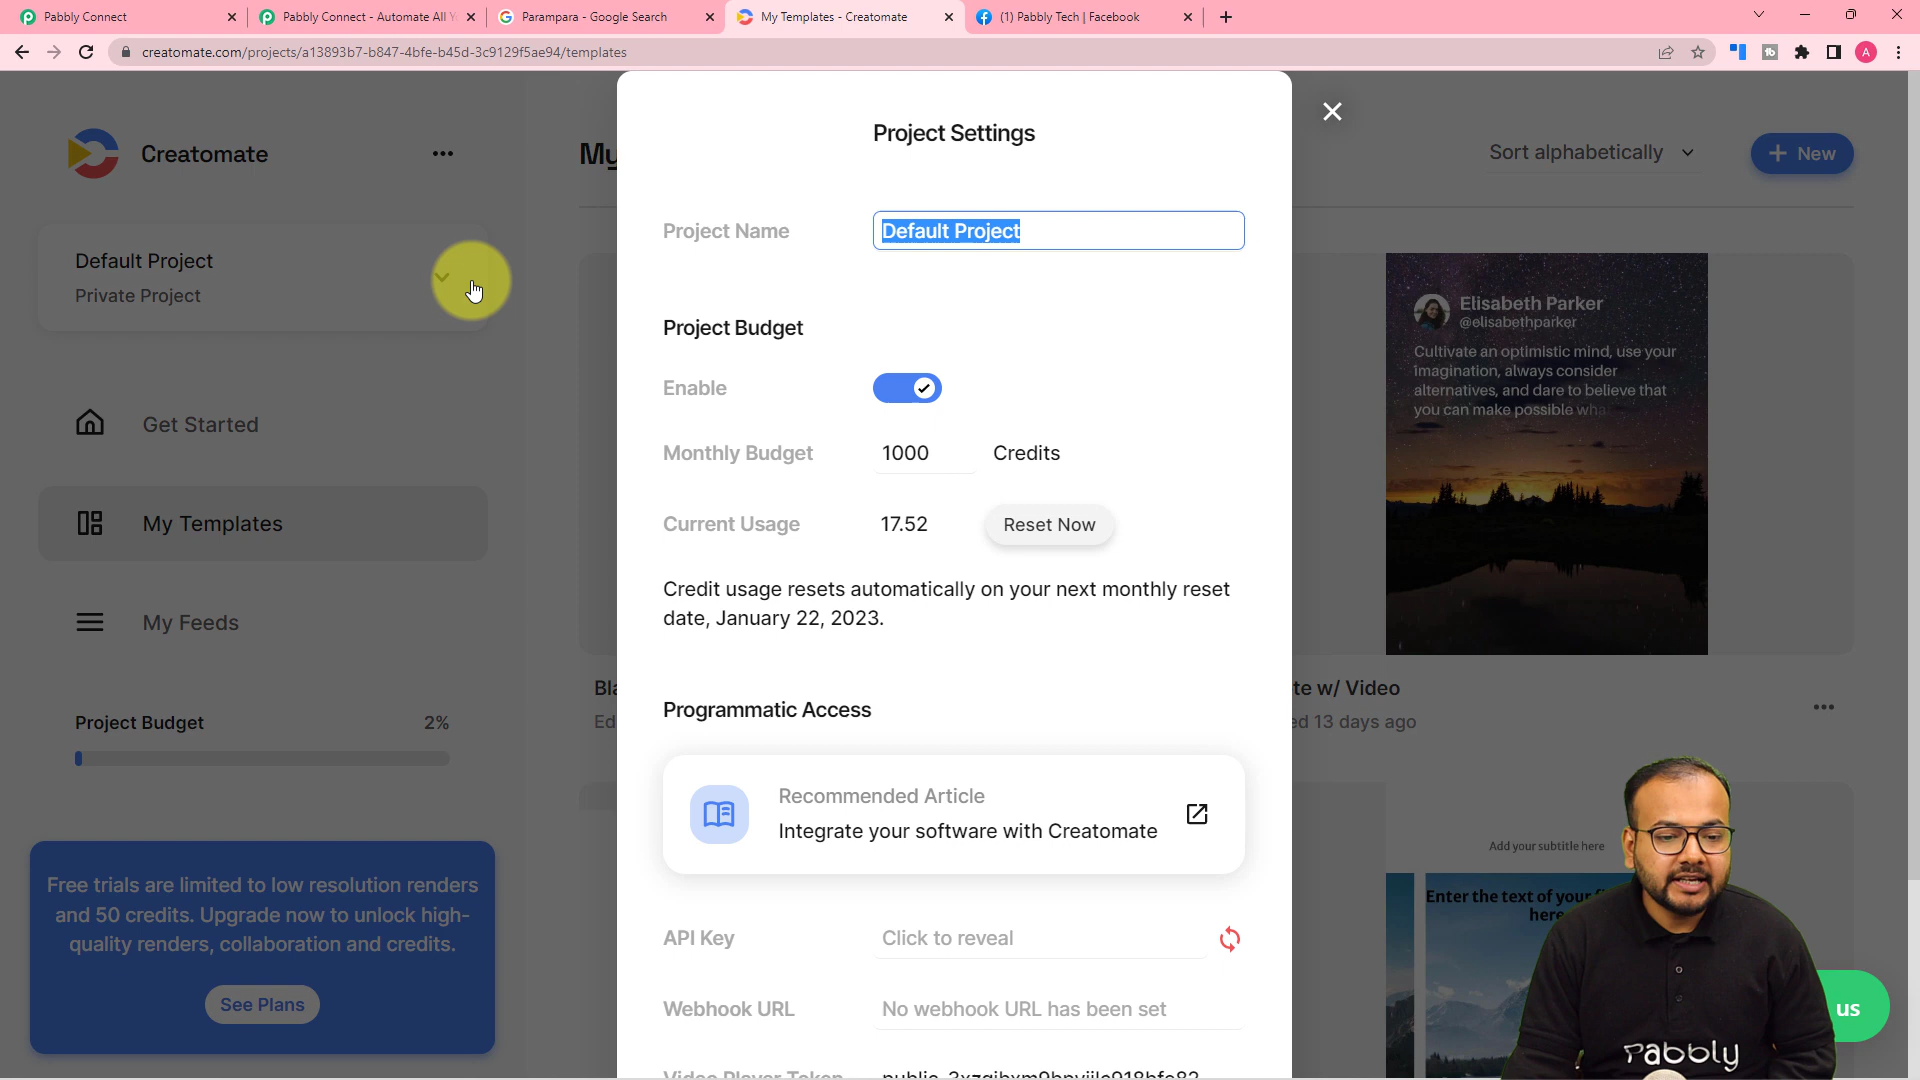 Pabbly Connect
Pabbly Connect - Automate All Y
Parampara - Google Search
My Templates - Creatomate
(1) Pabbly Tech | Facebook
creatomate.com/projects/a13893b7-b847-4bfe-b45d-3c9129f5ae94/templates
A
Creatomate
Default Project
Private Project
Get Started
My Templates
My Feeds
Project Budget 2%
Free trials are limited to low resolution renders
and 50 credits. Upgrade now to unlock high-
quality renders, collaboration and credits.
See Plans
My
Sort alphabetically
New
Project Settings
Project Name Default Project
Project Budget
Enable
Monthly Budget 1000 Credits
Current Usage 17.52 Reset Now
Credit usage resets automatically on your next monthly reset
date, January 22, 2023.
Programmatic Access
Recommended Article
Integrate your software with Creatomate
API Key Click to reveal
Webhook URL No webhook URL has been set
Video Player Token
Elisabeth Parker
@elisabethparker
Cultivate an optimistic mind, use your
imagination, always consider
alternatives, and dare to believe that
you can make possible wha
Bla
Ed
te w/ Video
ed 13 days ago
Add your subtitle here
Enter the text of your
here
us
Pabbly